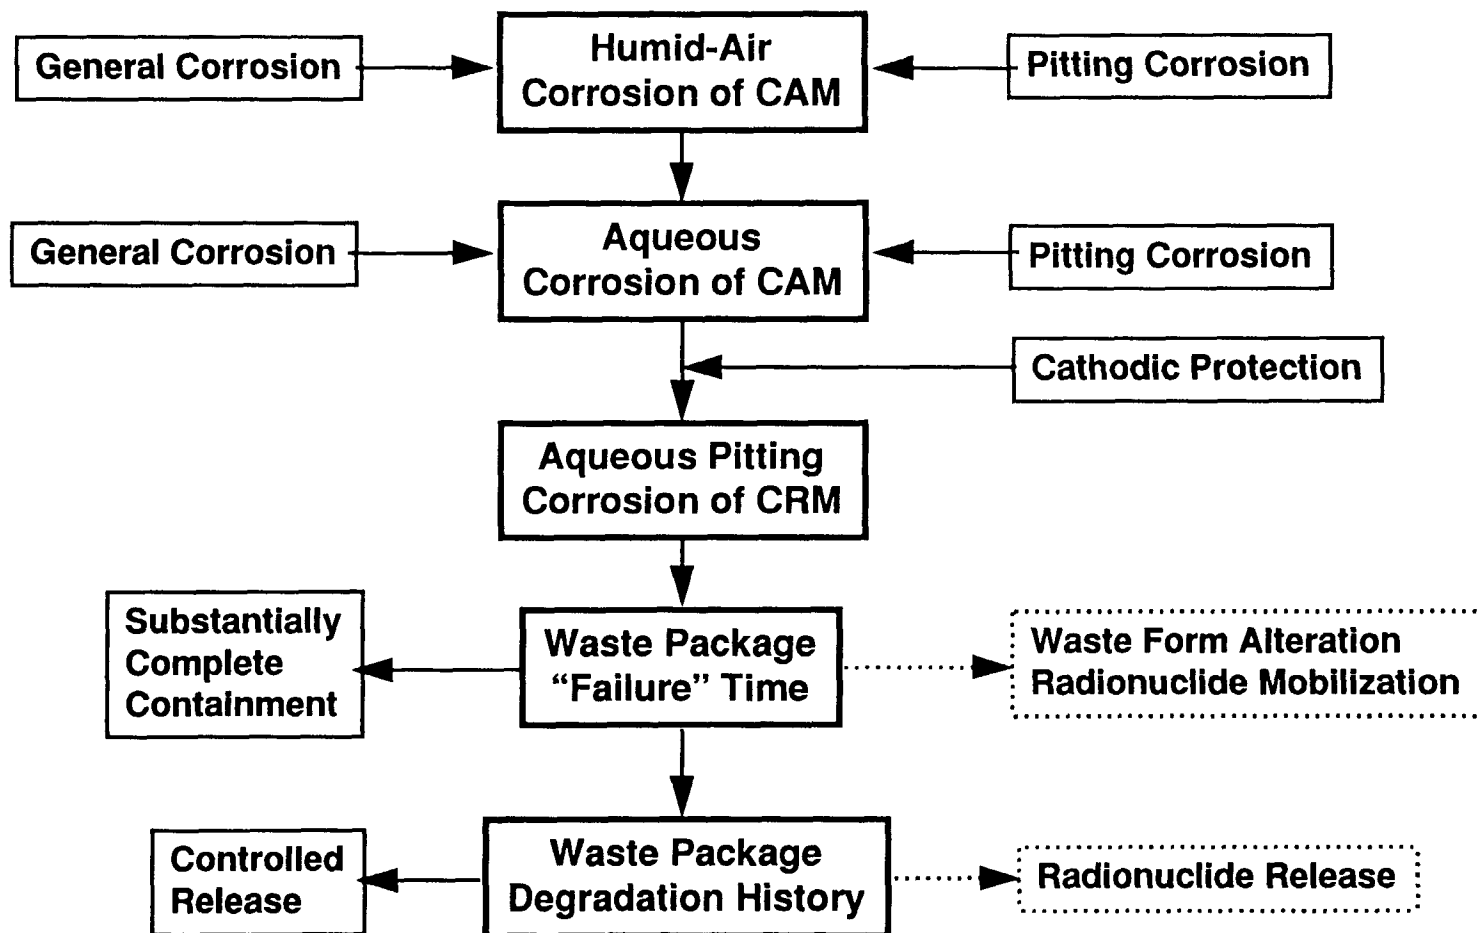 General Corrosion
Humid-Air
Corrosion of CAM
Pitting Corrosion
General Corrosion
Aqueous
Corrosion of CAM
Pitting Corrosion
Cathodic Protection
Aqueous Pitting
Corrosion of CRM
Substantially
Complete
Containment
Waste Package
“Failure” Time
Waste Form Alteration
Radionuclide Mobilization
Controlled
Release
Waste Package
Degradation History
Radionuclide Release